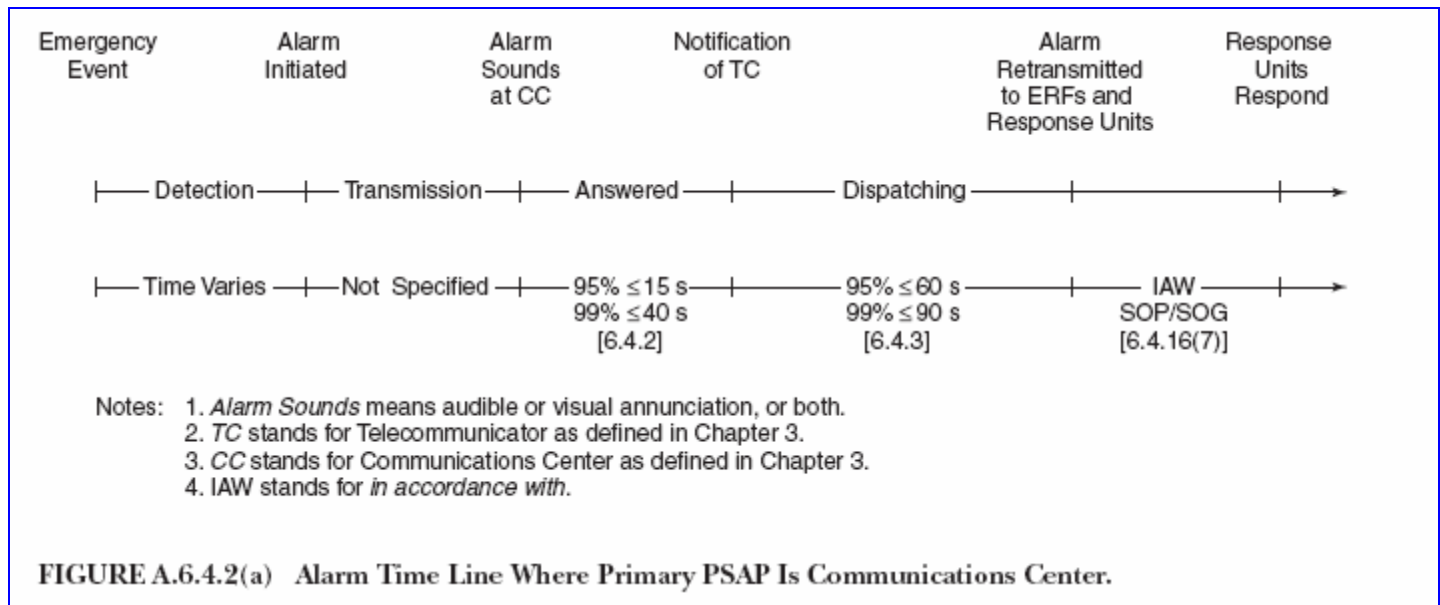 Emergency Event
Alarm Initiated
Alarm Sounds at CC
Notification of TC
Alarm Retransmitted to ERFs and Response Units
Response Units Respond
Detection
Transmission
Answered
Dispatching
Time Varies
Not Specified
95% ≤15 s
99% ≤40 s
[6.4.2]
95% ≤60 s
99% ≤90 s
[6.4.3]
IAW
SOP/SOG
[6.4.16(7)]
Notes: 1. Alarm Sounds means audible or visual annunciation, or both.
2. TC stands for Telecommunicator as defined in Chapter 3.
3. CC stands for Communications Center as defined in Chapter 3.
4. IAW stands for in accordance with.
FIGURE A.6.4.2(a) Alarm Time Line Where Primary PSAP Is Communications Center.